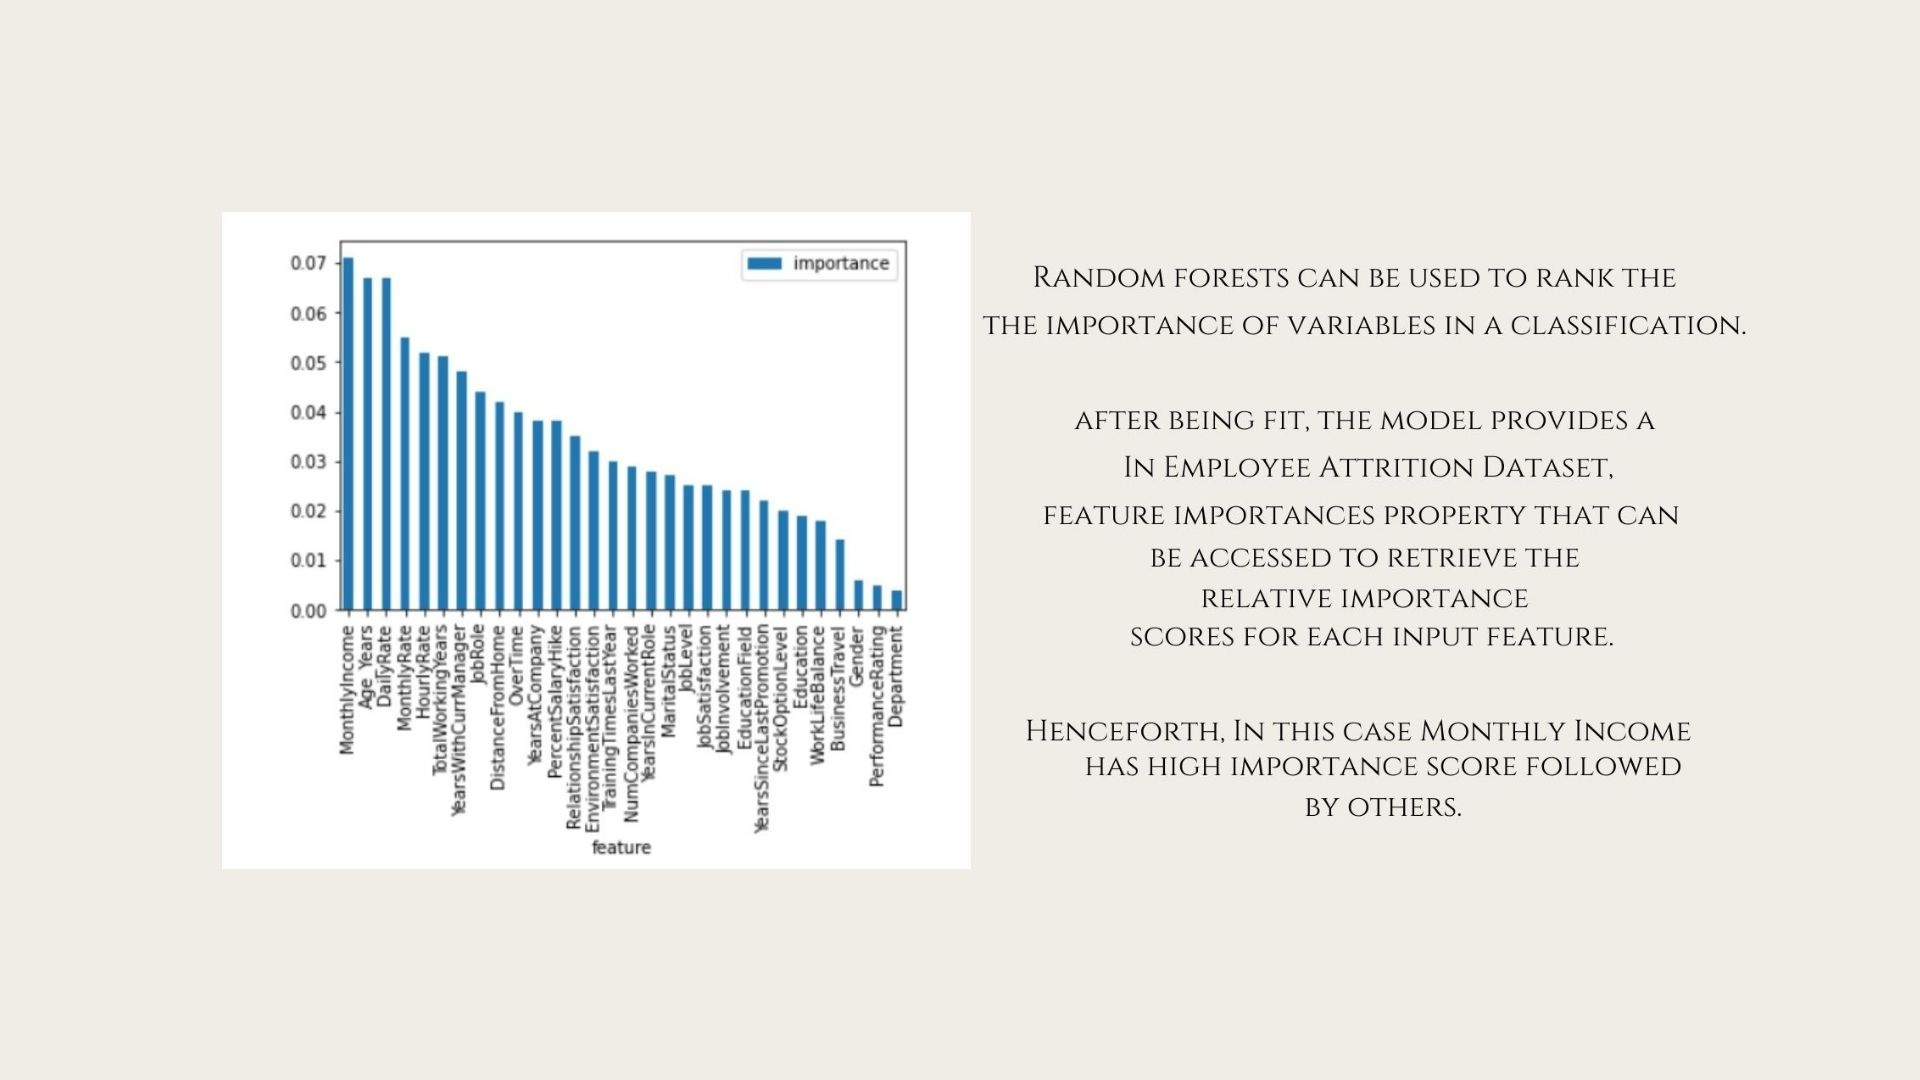 0.07
0.06
0.05
0.04
0.03
0.02
0.01
0.00
importance
MonthlyIncome
Age_Years
DailyRate
MonthlyRate
HourlyRate
TotalWorkingYears
YearsWithCurrManager
JobRole
DistanceFromHome
OverTime
YearsAtCompany
PercentSalaryHike
RelationshipSatisfaction
EnvironmentSatisfaction
TrainingTimesLastYear
NumCompaniesWorked
YearsInCurrentRole
MaritalStatus
JobLevel
JobSatisfaction
JobInvolvement
EducationField
YearsSinceLastPromotion
StockOptionLevel
Education
WorkLifeBalance
BusinessTravel
Gender
PerformanceRating
Department
feature
Random forests can be used to rank the
the importance of variables in a classification.
after being fit, the model provides a
In Employee Attrition Dataset,
feature importances property that can
be accessed to retrieve the
relative importance
scores for each input feature.
Henceforth, In this case Monthly Income
has high importance score followed
by others.